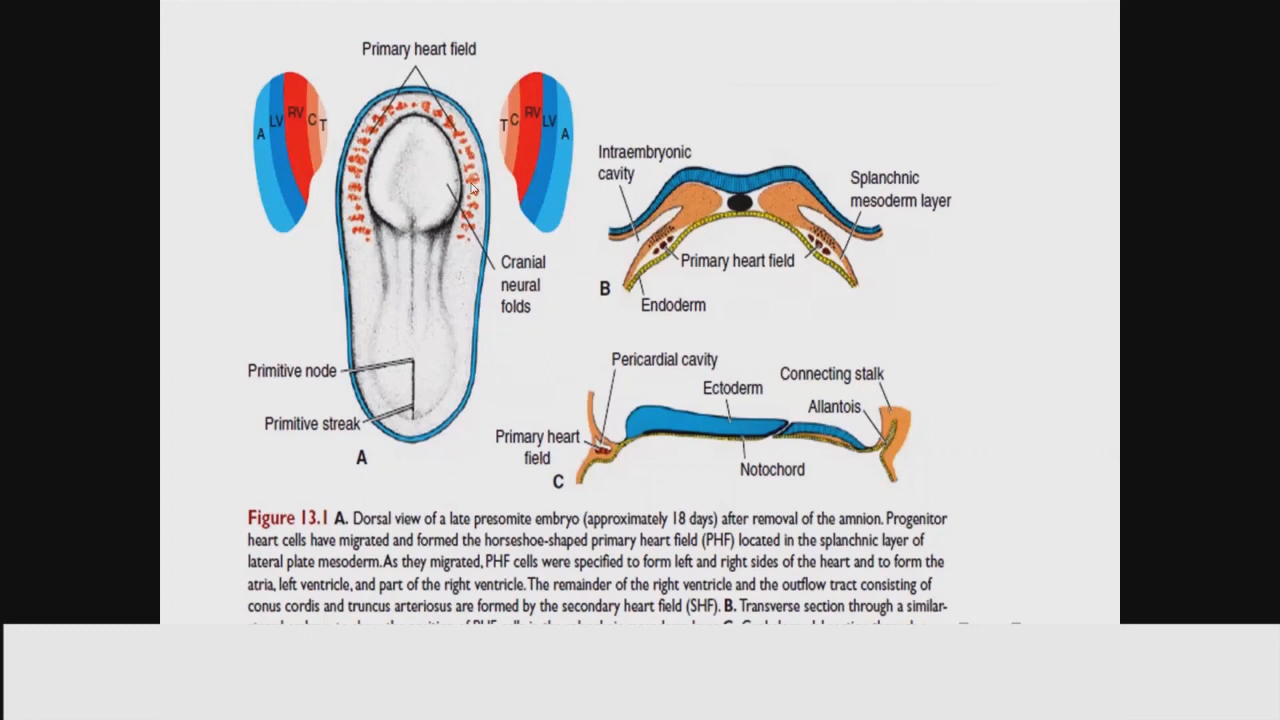 Primary heart field
A LV RV C T
T C RV LV A
Cranial
neural
folds
Primitive node
Primitive streak
A
Intraembryonic
cavity
Splanchnic
mesoderm layer
Primary heart field
B
Endoderm
Pericardial cavity
Ectoderm
Connecting stalk
Allantois
Primary heart
field
Notochord
C
Figure 13.1 A. Dorsal view of a late presomite embryo (approximately 18 days) after removal of the amnion. Progenitor
heart cells have migrated and formed the horseshoe-shaped primary heart field (PHF) located in the splanchnic layer of
lateral plate mesoderm. As they migrated, PHF cells were specified to form left and right sides of the heart and to form the
atria, left ventricle, and part of the right ventricle. The remainder of the right ventricle and the outflow tract consisting of
conus cordis and truncus arteriosus are formed by the secondary heart field (SHF). B. Transverse section through a similar-